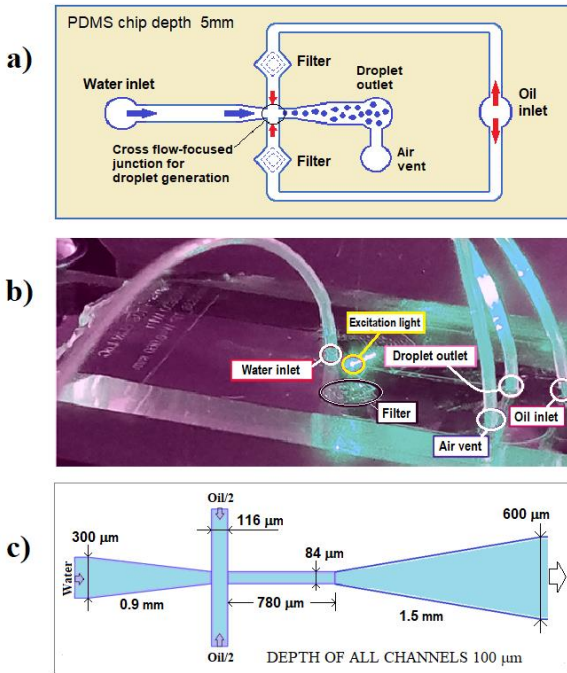 a)
PDMS chip depth 5mm
Filter
Water inlet
Droplet
outlet
Oil
inlet
Cross flow-focused
junction for
droplet generation
Filter
Air
vent
b)
Excitation light
Water inlet
Droplet outlet
Filter
Oil inlet
Air vent
c)
Oil/2
300 µm
116 µm
600 µm
84 µm
Water
0.9 mm
780 µm
1.5 mm
Oil/2
DEPTH OF ALL CHANNELS 100 µm